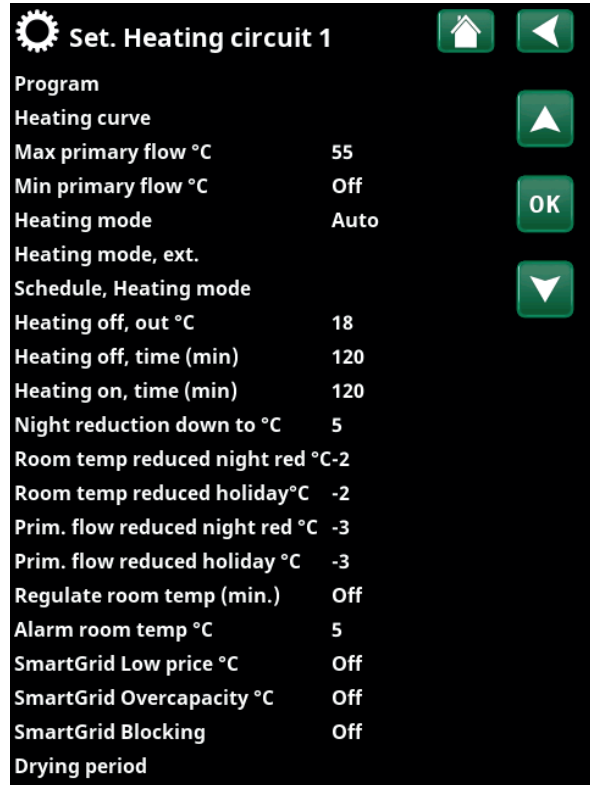 Set. Heating circuit 1
Program
Heating curve
Max primary flow °C 55
Min primary flow °C Off
OK
Heating mode Auto
Heating mode, ext.
Schedule, Heating mode
Heating off, out °C 18
Heating off, time (min) 120
Heating on, time (min) 120
Night reduction down to °C 5
Room temp reduced night red °C-2
Room temp reduced holiday°C -2
Prim. flow reduced night red °C -3
Prim. flow reduced holiday °C -3
Regulate room temp (min.) Off
Alarm room temp °C 5
SmartGrid Low price °C Off
SmartGrid Overcapacity °C Off
SmartGrid Blocking Off
Drying period